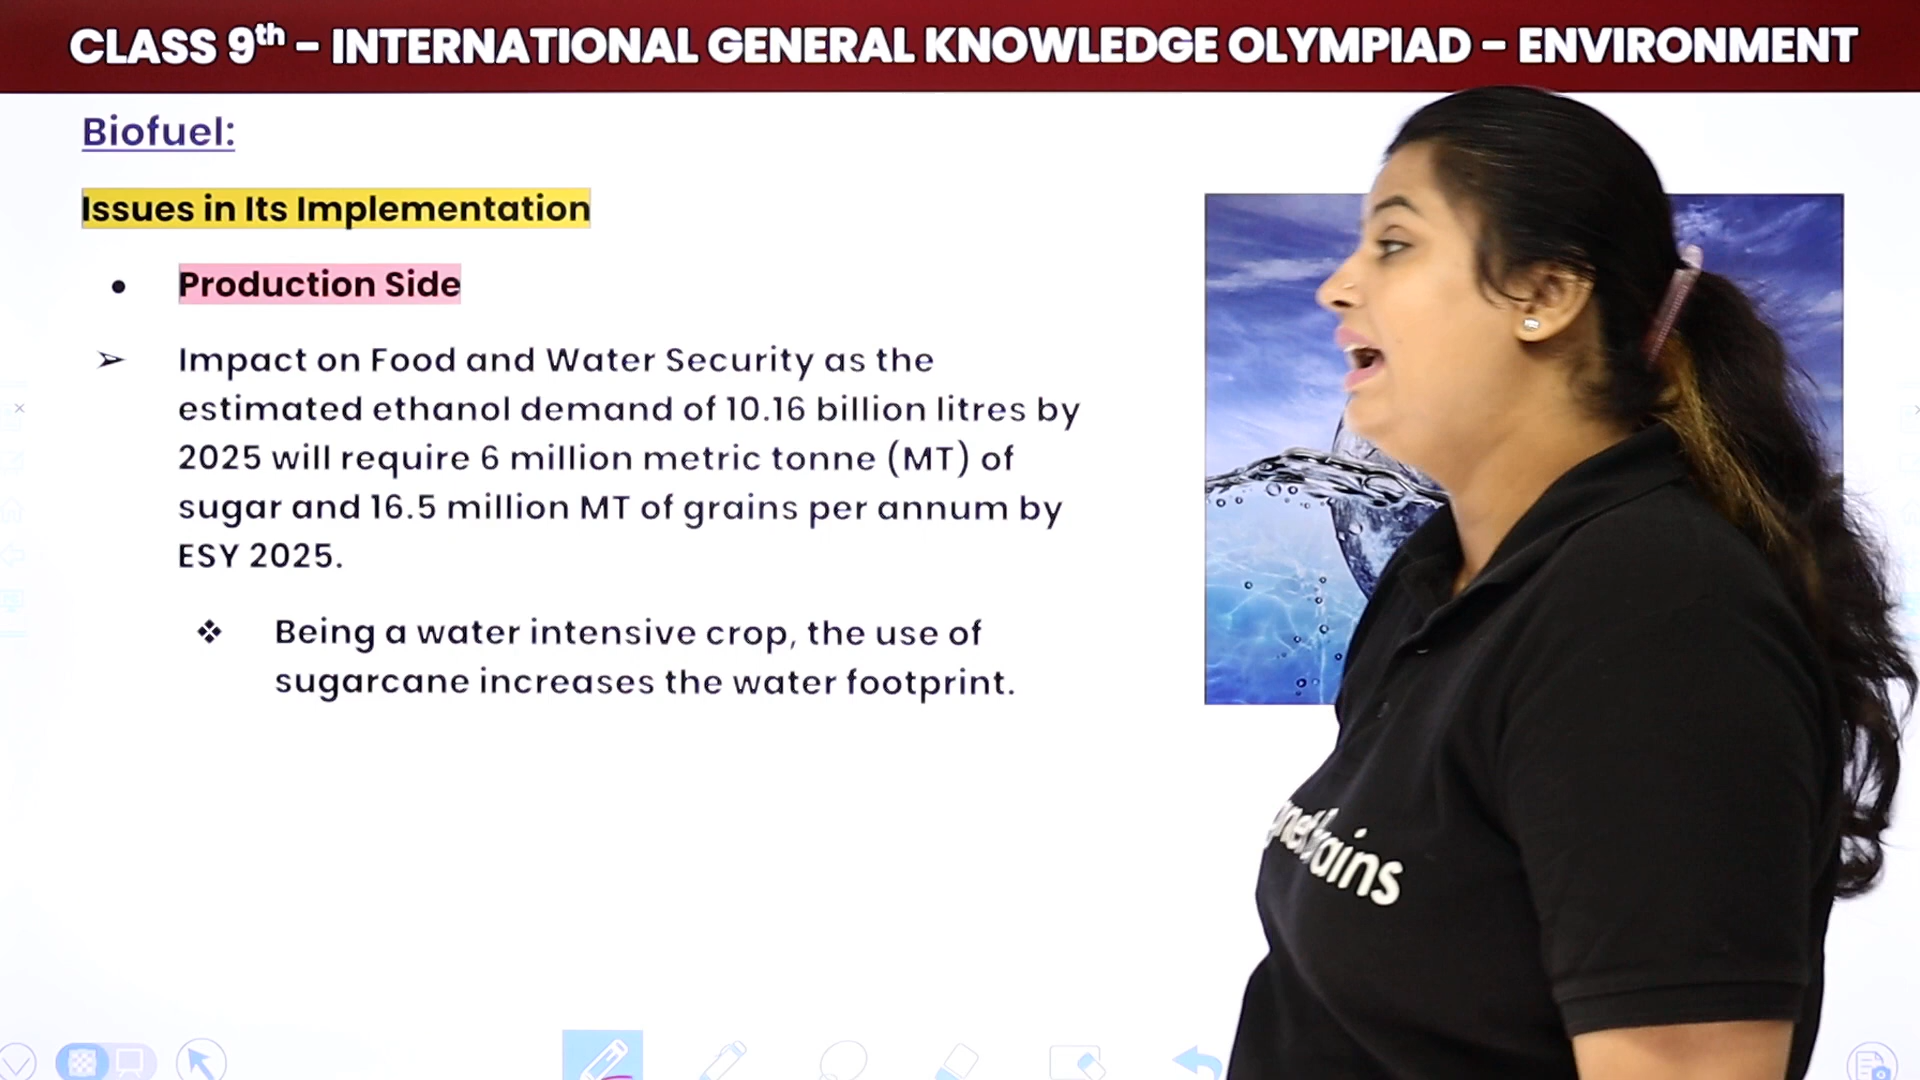 CLASS 9th – INTERNATIONAL GENERAL KNOWLEDGE OLYMPIAD – ENVIRONMENT
Biofuel:
Issues in Its Implementation
• Production Side
➢ Impact on Food and Water Security as the
estimated ethanol demand of 10.16 billion litres by
2025 will require 6 million metric tonne (MT) of
sugar and 16.5 million MT of grains per annum by
ESY 2025.
❖ Being a water intensive crop, the use of
sugarcane increases the water footprint.